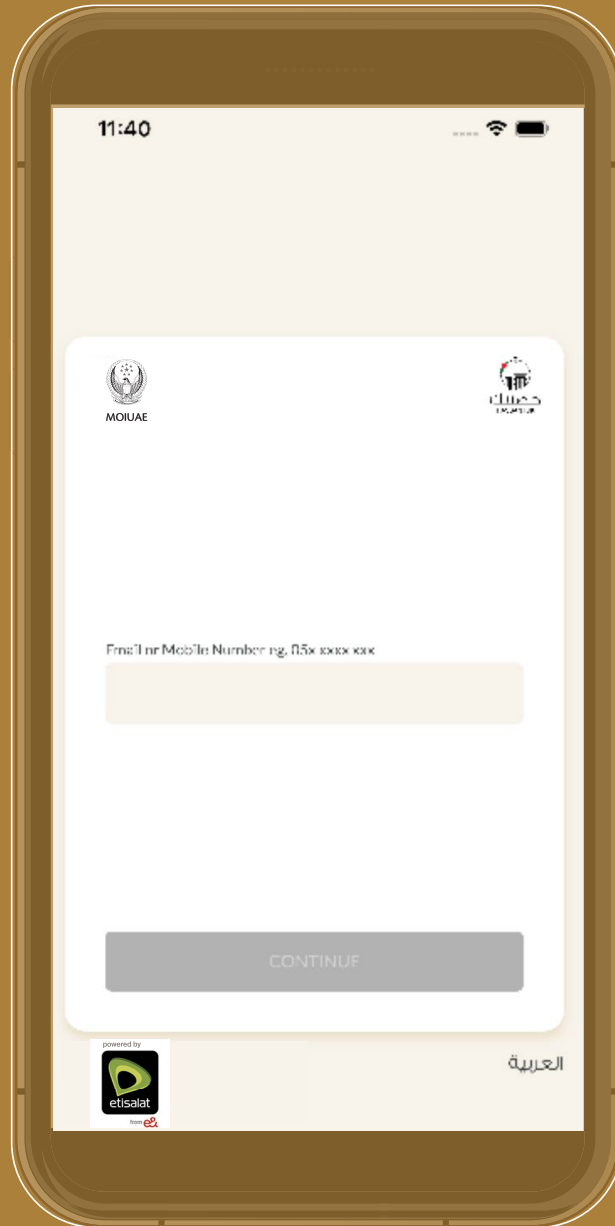 11:40
MOIUAE
Email or Mobile Number eg. 05x xxxx xxx
CONTINUE
powered by
etisalat
from e&
العربية